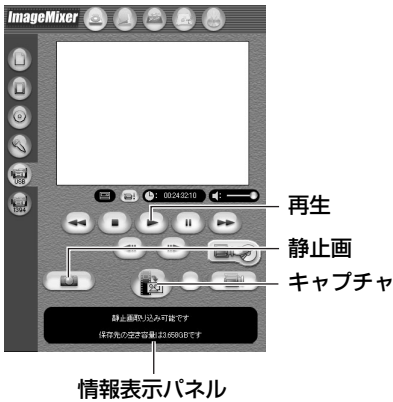 ImageMixer
USB
IEEE
00:24:32:10
再生
静止画
キャプチャ
静止画取り込み可能です
保存先の空き容量は3.658GBです
情報表示パネル